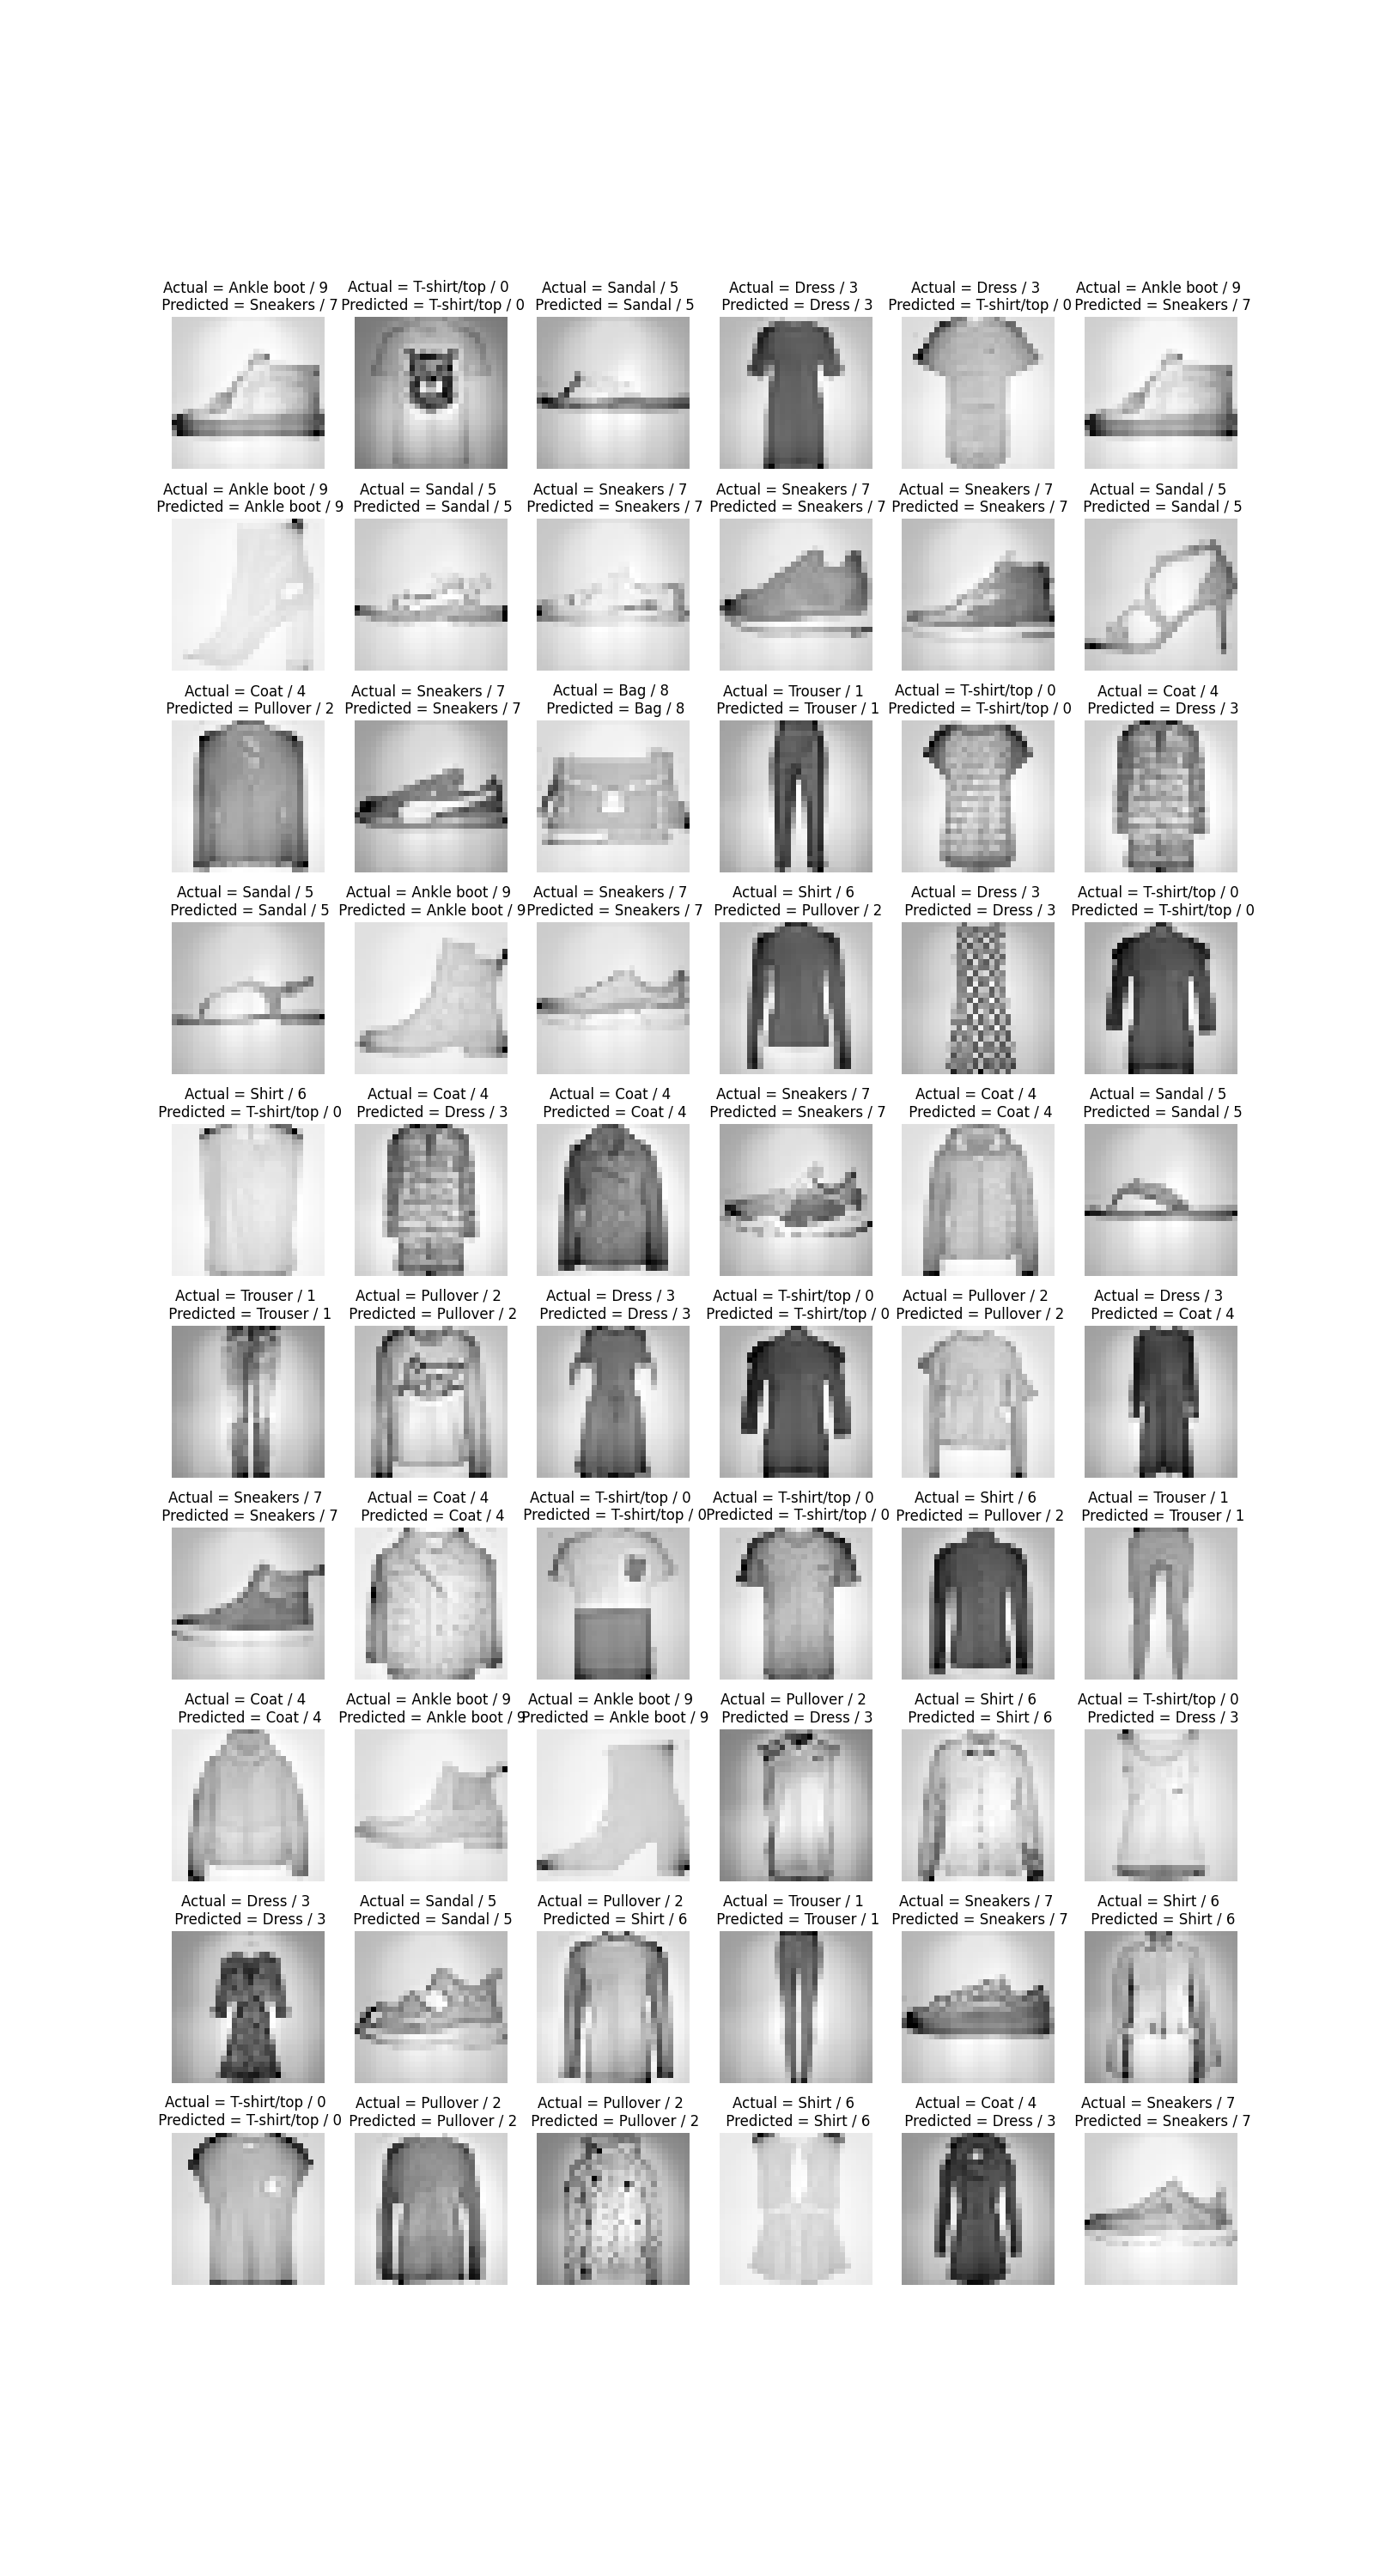 Actual = Ankle boot / 9
Predicted = Sneakers / 7
Actual = T-shirt/top / 0
Predicted = T-shirt/top / 0
Actual = Sandal / 5
Predicted = Sandal / 5
Actual = Dress / 3
Predicted = Dress / 3
Actual = Dress / 3
Predicted = T-shirt/top / 0
Actual = Ankle boot / 9
Predicted = Sneakers / 7
Actual = Ankle boot / 9
Predicted = Ankle boot / 9
Actual = Sandal / 5
Predicted = Sandal / 5
Actual = Sneakers / 7
Predicted = Sneakers / 7
Actual = Sneakers / 7
Predicted = Sneakers / 7
Actual = Sneakers / 7
Predicted = Sneakers / 7
Actual = Sandal / 5
Predicted = Sandal / 5
Actual = Coat / 4
Predicted = Pullover / 2
Actual = Sneakers / 7
Predicted = Sneakers / 7
Actual = Bag / 8
Predicted = Bag / 8
Actual = Trouser / 1
Predicted = Trouser / 1
Actual = T-shirt/top / 0
Predicted = T-shirt/top / 0
Actual = Coat / 4
Predicted = Dress / 3
Actual = Sandal / 5
Predicted = Sandal / 5
Actual = Ankle boot / 9
Predicted = Ankle boot / 9
Actual = Sneakers / 7
Predicted = Sneakers / 7
Actual = Shirt / 6
Predicted = Pullover / 2
Actual = Dress / 3
Predicted = Dress / 3
Actual = T-shirt/top / 0
Predicted = T-shirt/top / 0
Actual = Shirt / 6
Predicted = T-shirt/top / 0
Actual = Coat / 4
Predicted = Dress / 3
Actual = Coat / 4
Predicted = Coat / 4
Actual = Sneakers / 7
Predicted = Sneakers / 7
Actual = Coat / 4
Predicted = Coat / 4
Actual = Sandal / 5
Predicted = Sandal / 5
Actual = Trouser / 1
Predicted = Trouser / 1
Actual = Pullover / 2
Predicted = Pullover / 2
Actual = Dress / 3
Predicted = Dress / 3
Actual = T-shirt/top / 0
Predicted = T-shirt/top / 0
Actual = Pullover / 2
Predicted = Pullover / 2
Actual = Dress / 3
Predicted = Coat / 4
Actual = Sneakers / 7
Predicted = Sneakers / 7
Actual = Coat / 4
Predicted = Coat / 4
Actual = T-shirt/top / 0
Predicted = T-shirt/top / 0
Actual = T-shirt/top / 0
Predicted = T-shirt/top / 0
Actual = Shirt / 6
Predicted = Pullover / 2
Actual = Trouser / 1
Predicted = Trouser / 1
Actual = Coat / 4
Predicted = Coat / 4
Actual = Ankle boot / 9
Predicted = Ankle boot / 9
Actual = Ankle boot / 9
Predicted = Ankle boot / 9
Actual = Pullover / 2
Predicted = Dress / 3
Actual = Shirt / 6
Predicted = Shirt / 6
Actual = T-shirt/top / 0
Predicted = Dress / 3
Actual = Dress / 3
Predicted = Dress / 3
Actual = Sandal / 5
Predicted = Sandal / 5
Actual = Pullover / 2
Predicted = Shirt / 6
Actual = Trouser / 1
Predicted = Trouser / 1
Actual = Sneakers / 7
Predicted = Sneakers / 7
Actual = Shirt / 6
Predicted = Shirt / 6
Actual = T-shirt/top / 0
Predicted = T-shirt/top / 0
Actual = Pullover / 2
Predicted = Pullover / 2
Actual = Pullover / 2
Predicted = Pullover / 2
Actual = Shirt / 6
Predicted = Shirt / 6
Actual = Coat / 4
Predicted = Dress / 3
Actual = Sneakers / 7
Predicted = Sneakers / 7